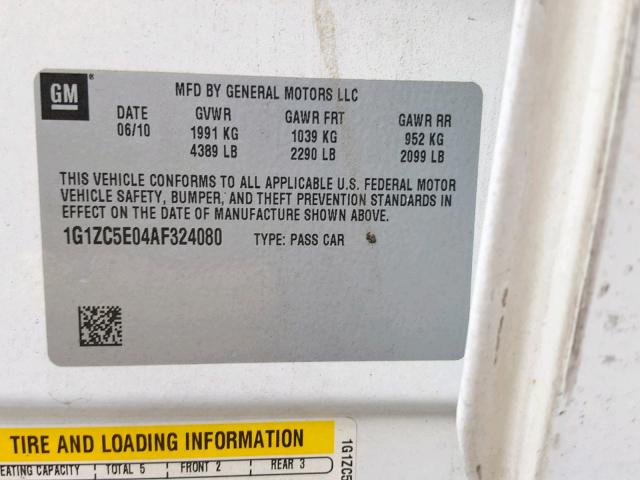 GM
MFD BY GENERAL MOTORS LLC
DATE GVWR GAWR FRT GAWR RR
06/10 1991 KG 1039 KG 952 KG
4389 LB 2290 LB 2099 LB
THIS VEHICLE CONFORMS TO ALL APPLICABLE U.S. FEDERAL MOTOR
VEHICLE SAFETY, BUMPER, AND THEFT PREVENTION STANDARDS IN
EFFECT ON THE DATE OF MANUFACTURE SHOWN ABOVE.
1G1ZC5E04AF324080 TYPE: PASS CAR
TIRE AND LOADING INFORMATION
EATING CAPACITY TOTAL 5 FRONT 2 REAR 3
1G1ZC5